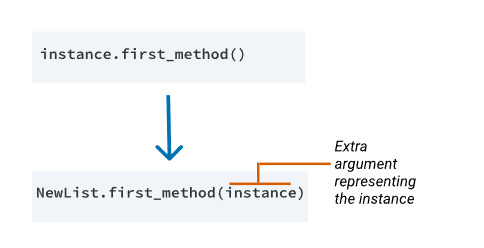 instance.first_method()
Extra
argument
representing
the instance
NewList.first_method(instance)